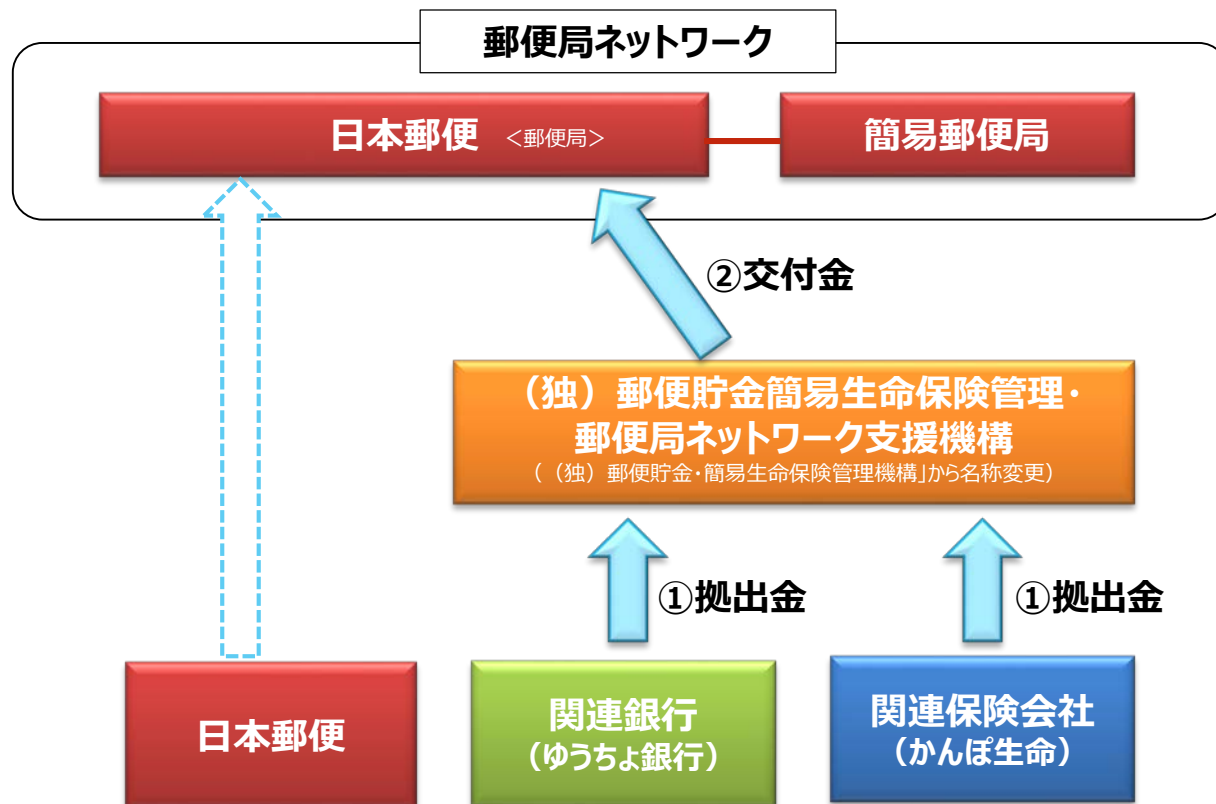 郵便局ネットワーク
日本郵便 <郵便局>
簡易郵便局
②交付金
(独)郵便貯金簡易生命保険管理・
郵便局ネットワーク支援機構
((独)郵便貯金・簡易生命保険管理機構」から名称変更)
①拠出金
①拠出金
日本郵便
関連銀行
(ゆうちょ銀行)
関連保険会社
(かんぽ生命)